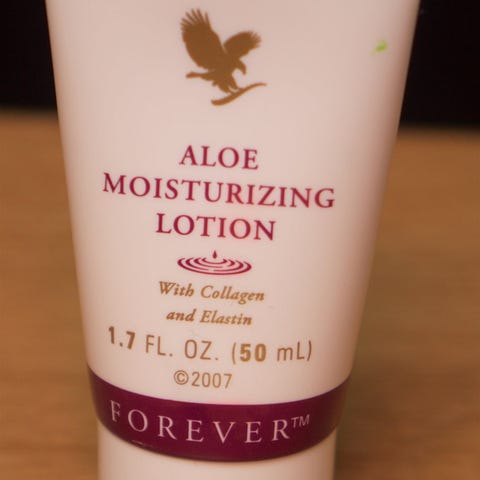 ALOE
MOISTURIZING
LOTION
With Collagen
and Elastin
1.7 FL. OZ. (50 mL)
©2007
FOREVER™